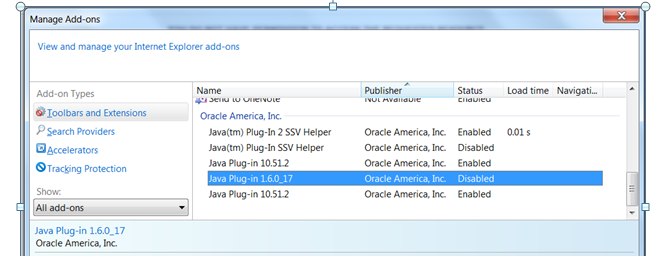 Manage Add-ons
View and manage your Internet Explorer add-ons
Add-on Types
Toolbars and Extensions
Search Providers
Accelerators
Tracking Protection
Show:
All add-ons
Name Publisher Status Load time Navigati...
Send to OneNote Not Available Enabled
Oracle America, Inc.
Java(tm) Plug-In 2 SSV Helper Oracle America, Inc. Enabled 0.01 s
Java(tm) Plug-In SSV Helper Oracle America, Inc. Disabled
Java Plug-in 10.51.2 Oracle America, Inc. Enabled
Java Plug-in 1.6.0_17 Oracle America, Inc. Disabled
Java Plug-in 10.51.2 Oracle America, Inc. Enabled
Java Plug-in 1.6.0_17
Oracle America, Inc.